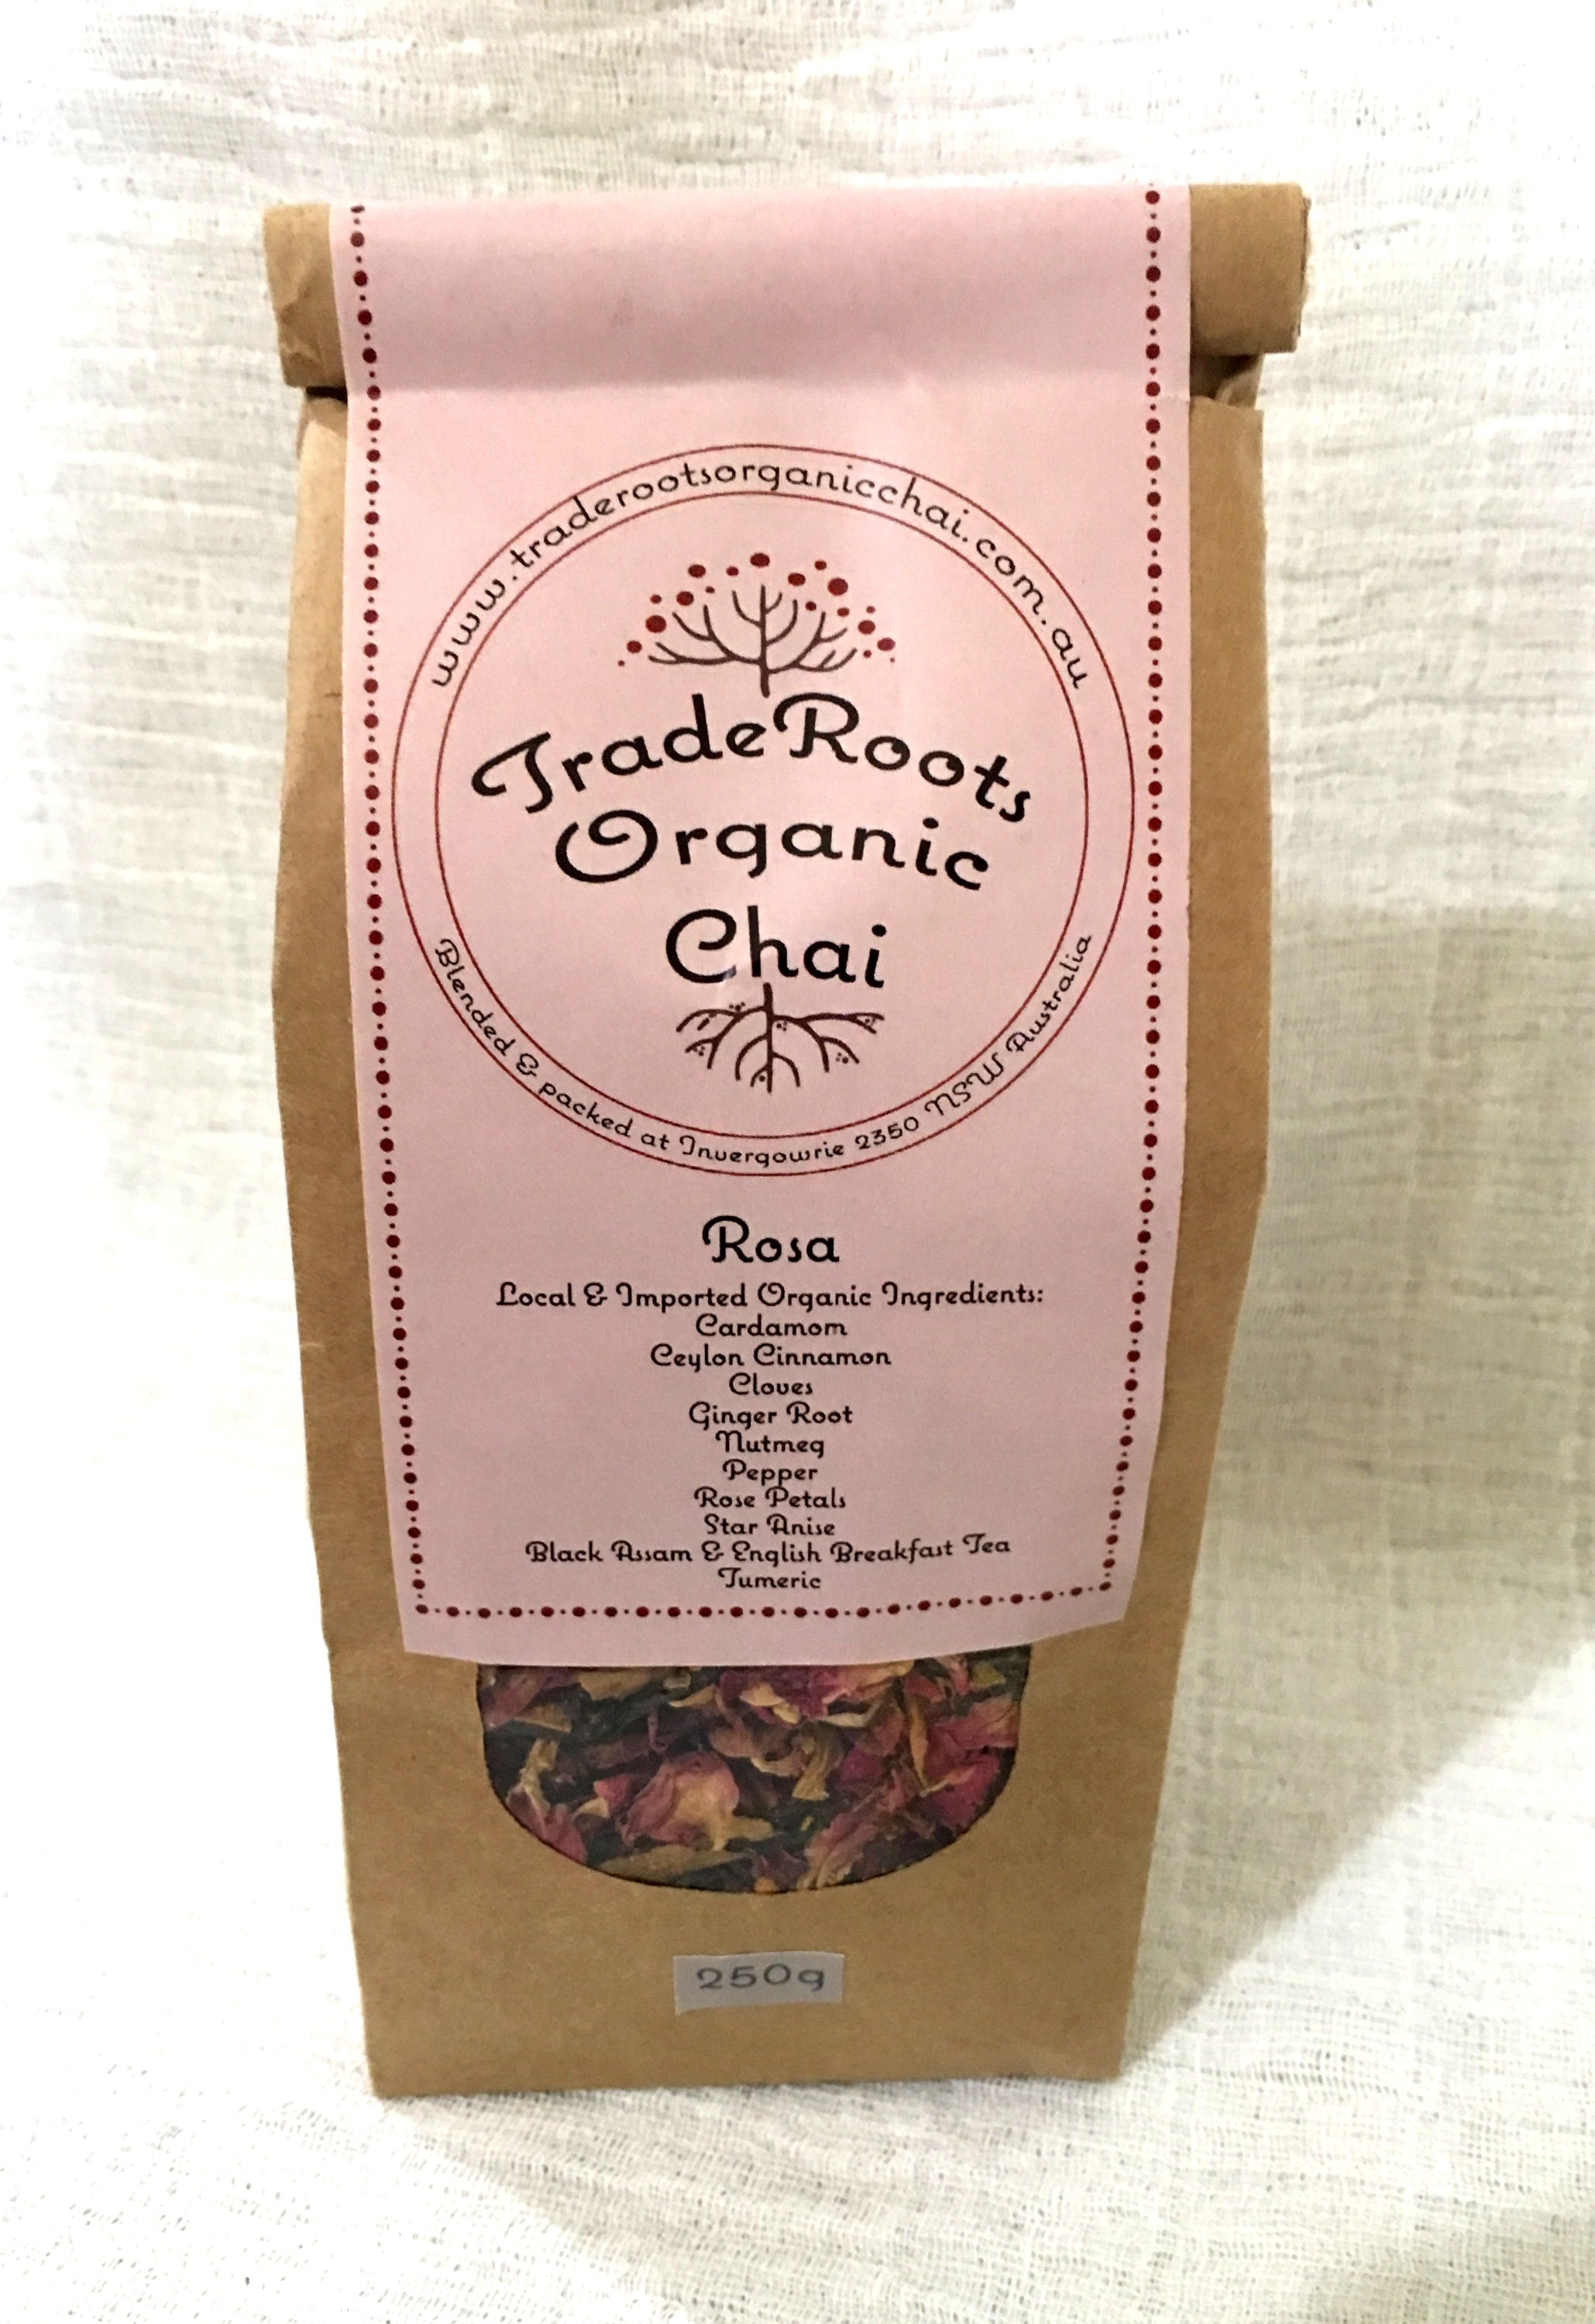 www.traderootsorganicchai.com.au
TradeRoots
Organic
Chai
Blended & packed at Invergowrie 2350 NSW Australia
Rosa
Local & Imported Organic Ingredients:
Cardamom
Ceylon Cinnamon
Cloves
Ginger Root
Nutmeg
Pepper
Rose Petals
Star Anise
Black Assam & English Breakfast Tea
Tumeric
250g